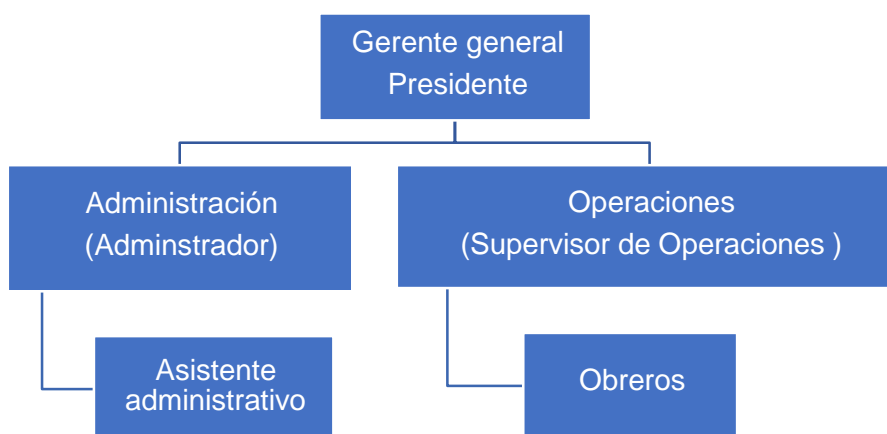 Gerente general
Presidente
Administración
(Adminstrador)
Operaciones
(Supervisor de Operaciones )
Asistente
administrativo
Obreros